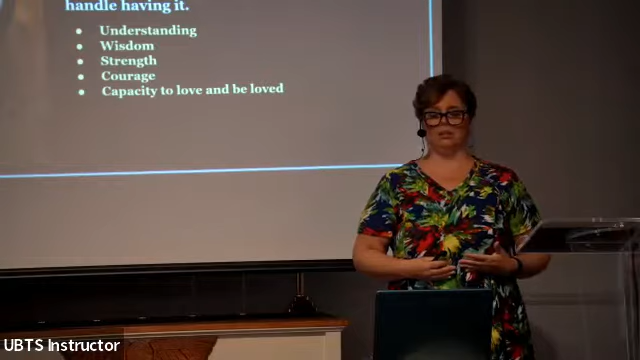 handle having it.
● Understanding
● Wisdom
● Strength
● Courage
● Capacity to love and be loved
UBTS Instructor